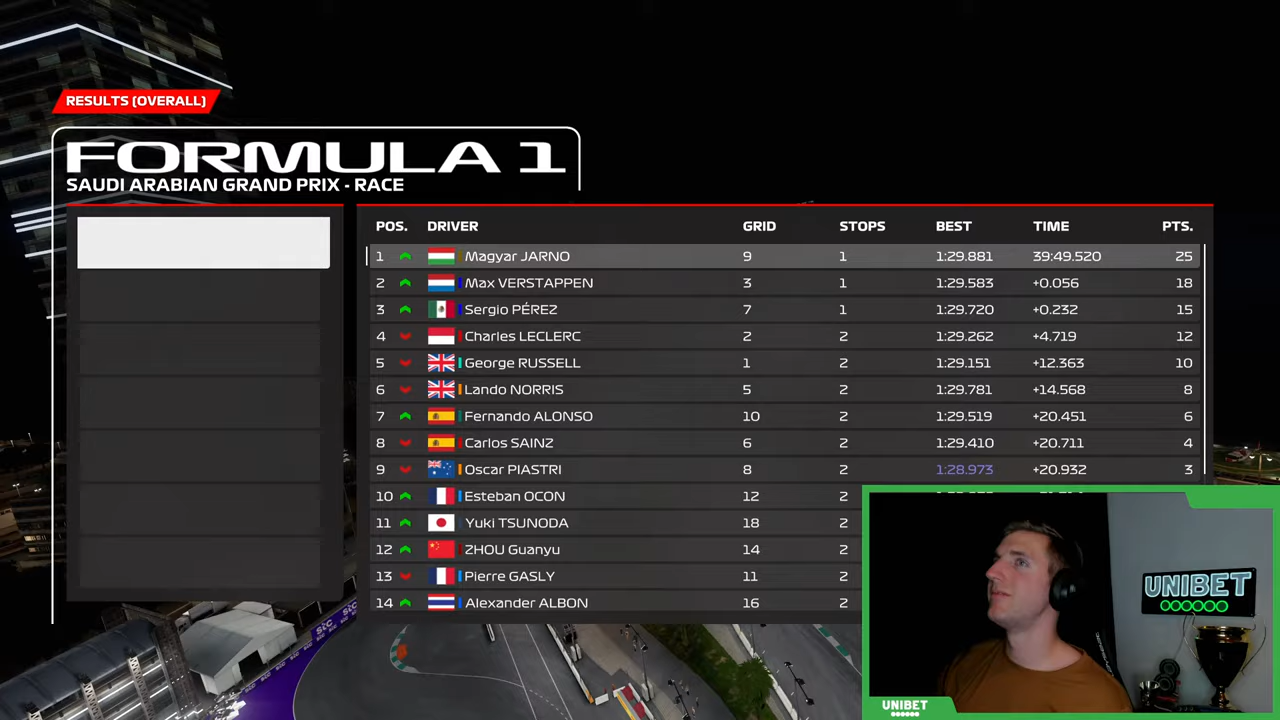 RESULTS (OVERALL)
FORMULA 1
SAUDI ARABIAN GRAND PRIX - RACE
POS. DRIVER GRID STOPS BEST TIME PTS.
1 Magyar JARNO 9 1 1:29.881 39:49.520 25
2 Max VERSTAPPEN 3 1 1:29.583 +0.056 18
3 Sergio PÉREZ 7 1 1:29.720 +0.232 15
4 Charles LECLERC 2 2 1:29.262 +4.719 12
5 George RUSSELL 1 2 1:29.151 +12.363 10
6 Lando NORRIS 5 2 1:29.781 +14.568 8
7 Fernando ALONSO 10 2 1:29.519 +20.451 6
8 Carlos SAINZ 6 2 1:29.410 +20.711 4
9 Oscar PIASTRI 8 2 1:28.973 +20.932 3
10 Esteban OCON 12 2
11 Yuki TSUNODA 18 2
12 ZHOU Guanyu 14 2
13 Pierre GASLY 11 2
14 Alexander ALBON 16 2
stc
stc
UNIBET
UNIBET